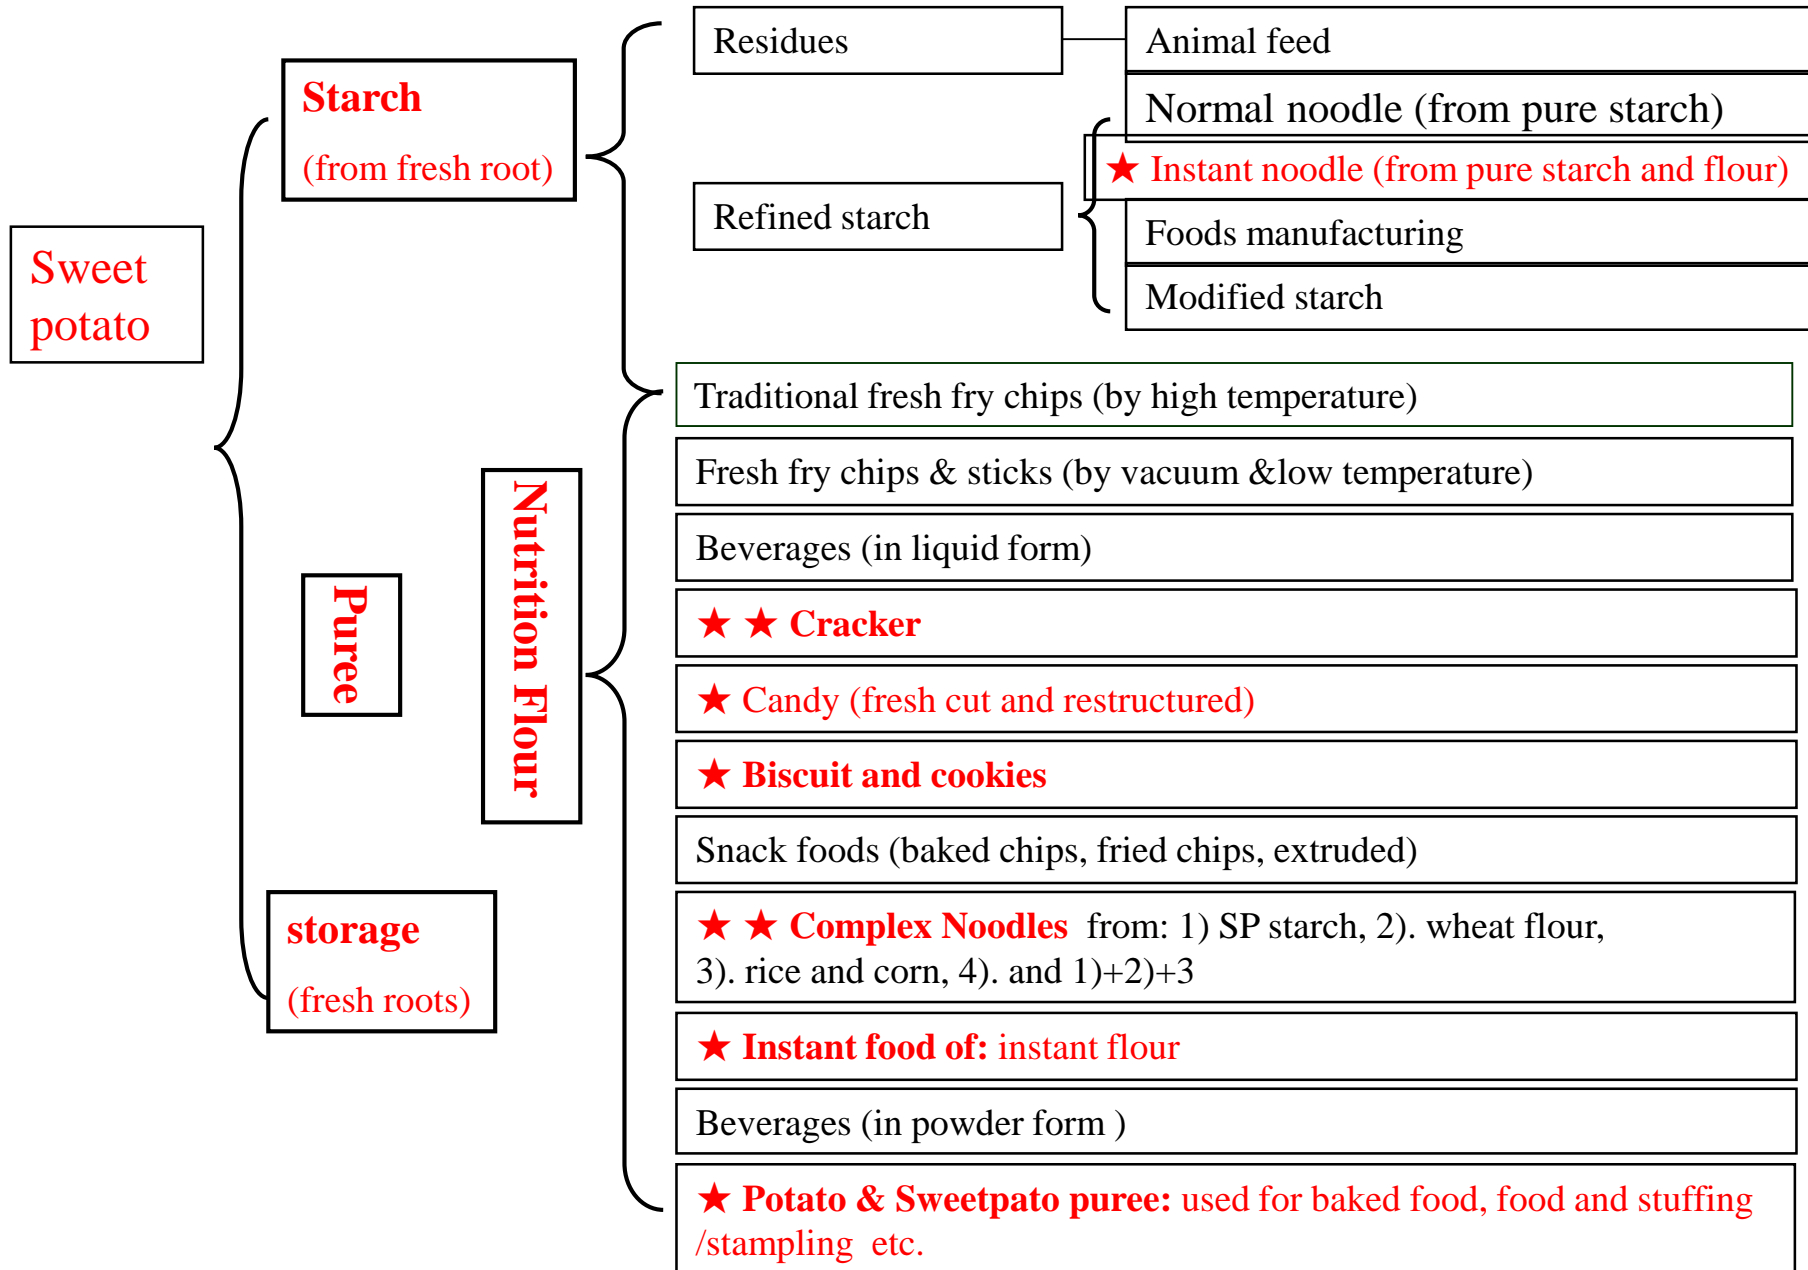 Sweet
potato
Starch
(from fresh root)
Puree
storage
(fresh roots)
Nutrition Flour
Residues
Animal feed
Refined starch
Normal noodle (from pure starch)
★ Instant noodle (from pure starch and flour)
Foods manufacturing
Modified starch
Traditional fresh fry chips (by high temperature)
Fresh fry chips & sticks (by vacuum &low temperature)
Beverages (in liquid form)
★ ★ Cracker
★ Candy (fresh cut and restructured)
★ Biscuit and cookies
Snack foods (baked chips, fried chips, extruded)
★ ★ Complex Noodles from: 1) SP starch, 2). wheat flour,
3). rice and corn, 4). and 1)+2)+3
★ Instant food of: instant flour
Beverages (in powder form )
★ Potato & Sweetpato puree: used for baked food, food and stuffing
/stampling etc.